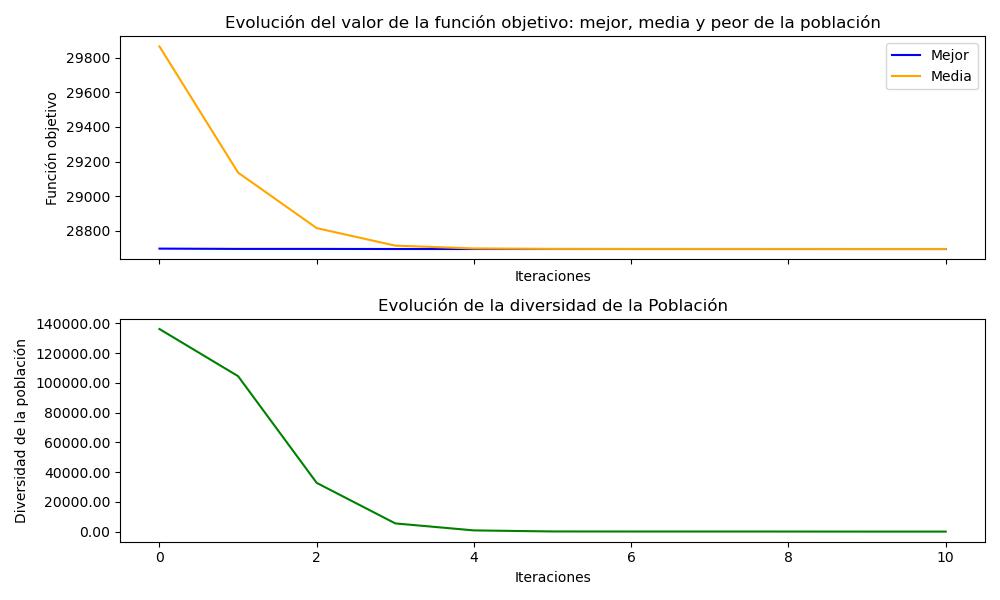 Evolución del valor de la función objetivo: mejor, media y peor de la población
Mejor
Media
29800
29600
29400
29200
29000
28800
Función objetivo
Iteraciones
Evolución de la diversidad de la Población
140000.00
120000.00
100000.00
80000.00
60000.00
40000.00
20000.00
0.00
Diversidad de la población
0 2 4 6 8 10
Iteraciones